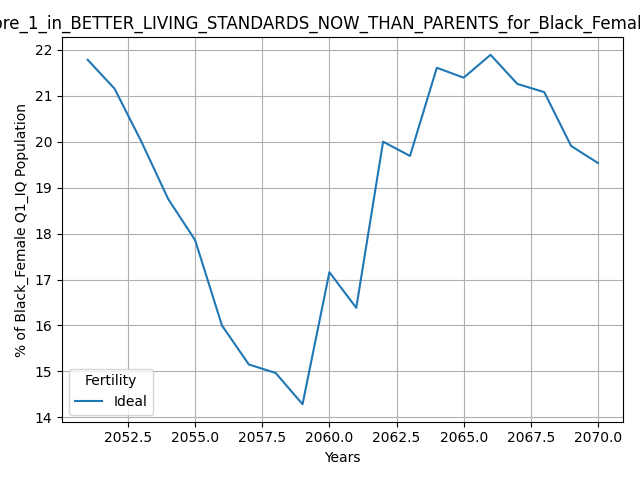 ore_1_in_BETTER_LIVING_STANDARDS_NOW_THAN_PARENTS_for_Black_Femal
22
21
20
19
18
17
16
15
14
% of Black_Female Q1_IQ Population
Fertility
Ideal
2052.5 2055.0 2057.5 2060.0 2062.5 2065.0 2067.5 2070.0
Years